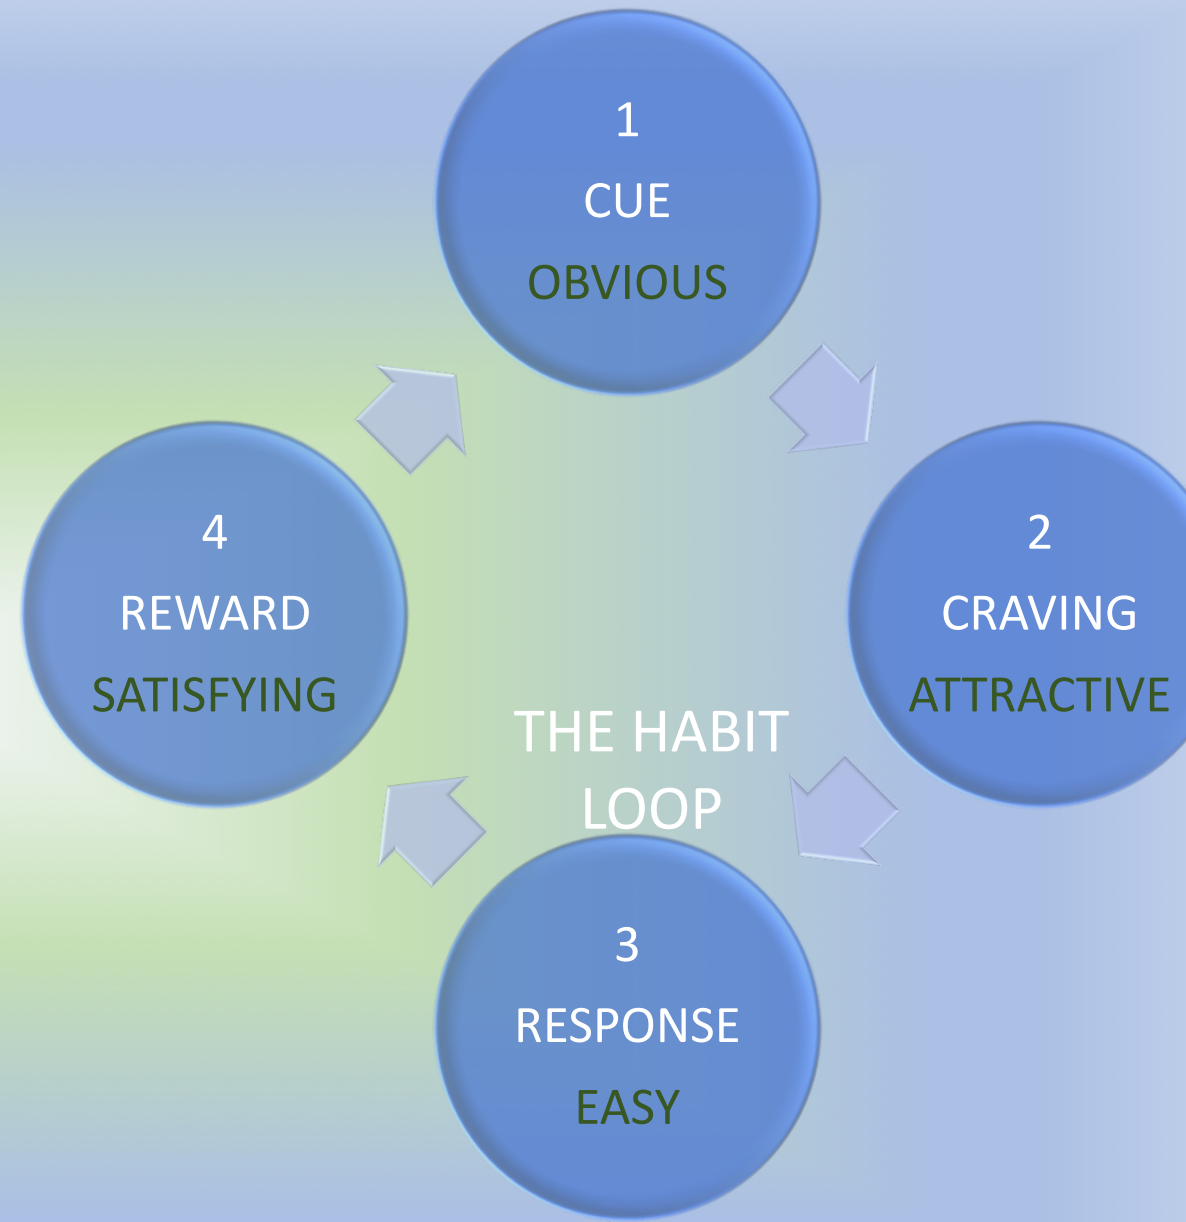 1
CUE
OBVIOUS
2
CRAVING
ATTRACTIVE
3
RESPONSE
EASY
4
REWARD
SATISFYING
THE HABIT
LOOP